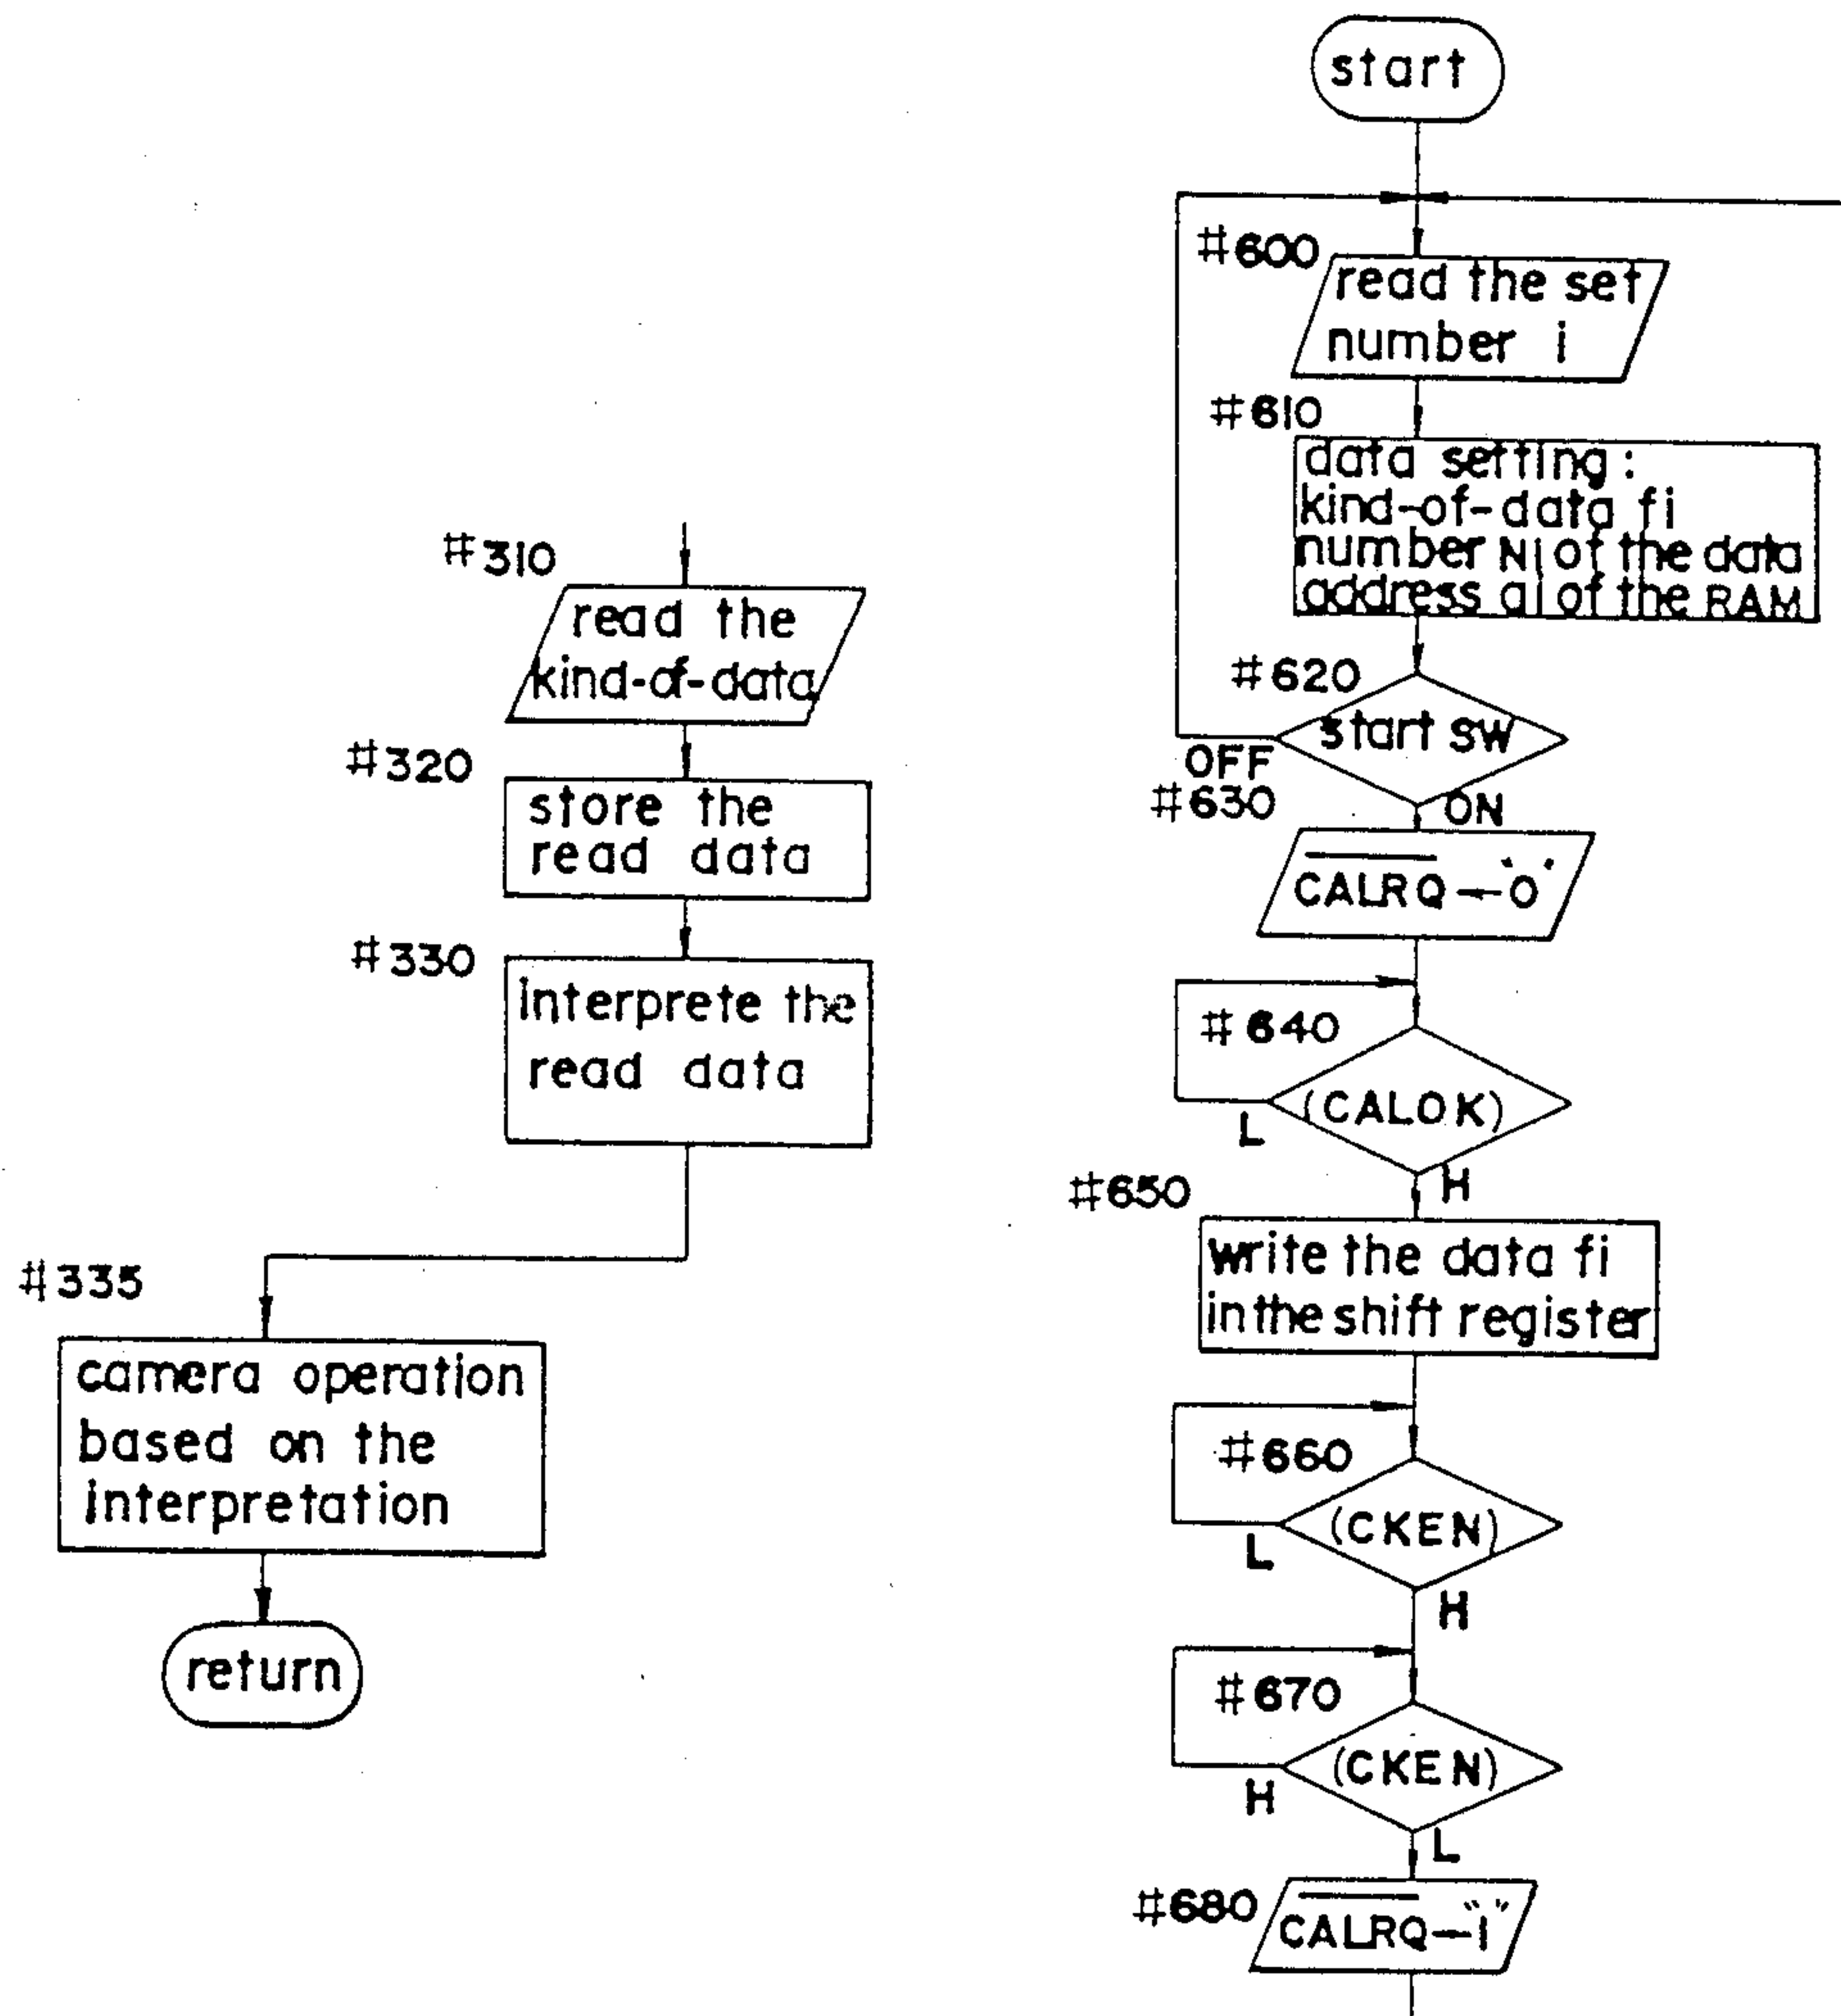 #310
read the
kind-of-data
#320
store the
read data
#330
interprete the
read data
#335
camera operation
based on the
interpretation
return
start
#600
read the set
number i
#610
data setting:
kind-of-data fi
number Ni of the data
address ai of the RAM
#620
start SW
OFF
ON
#630
C̅A̅L̅R̅Q̅ ← "0"
#640
(CALOK)
L
H
#650
write the data fi
in the shift register
#660
(CKEN)
L
H
#670
(CKEN)
H
L
#680
C̅A̅L̅R̅Q̅ ← "1"